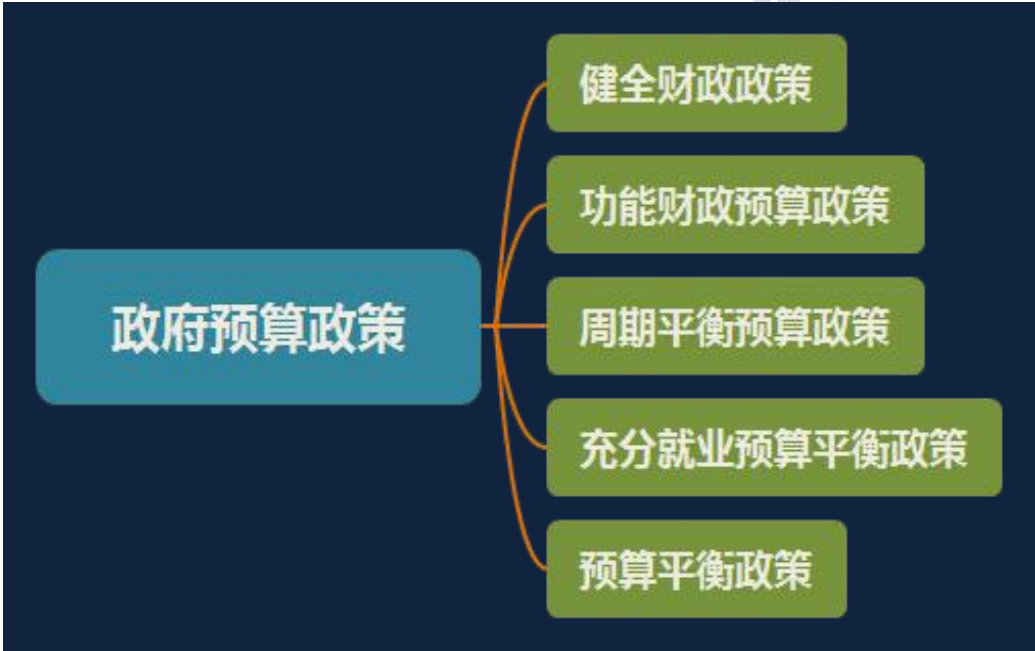 健全财政政策
功能财政预算政策
政府预算政策
周期平衡预算政策
充分就业预算平衡政策
预算平衡政策